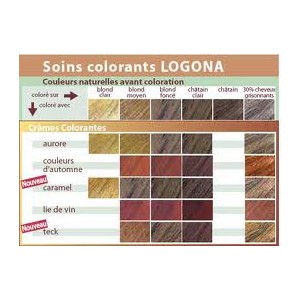 Soins colorants LOGONA
Couleurs naturelles avant coloration
coloré sur
blond clair
blond moyen
blond foncé
châtain clair
châtain
30% cheveux grisonnants
coloré avec
Crèmes Colorantes
aurore
couleurs d'automne
Nouveau
caramel
lie de vin
Nouveau
teck